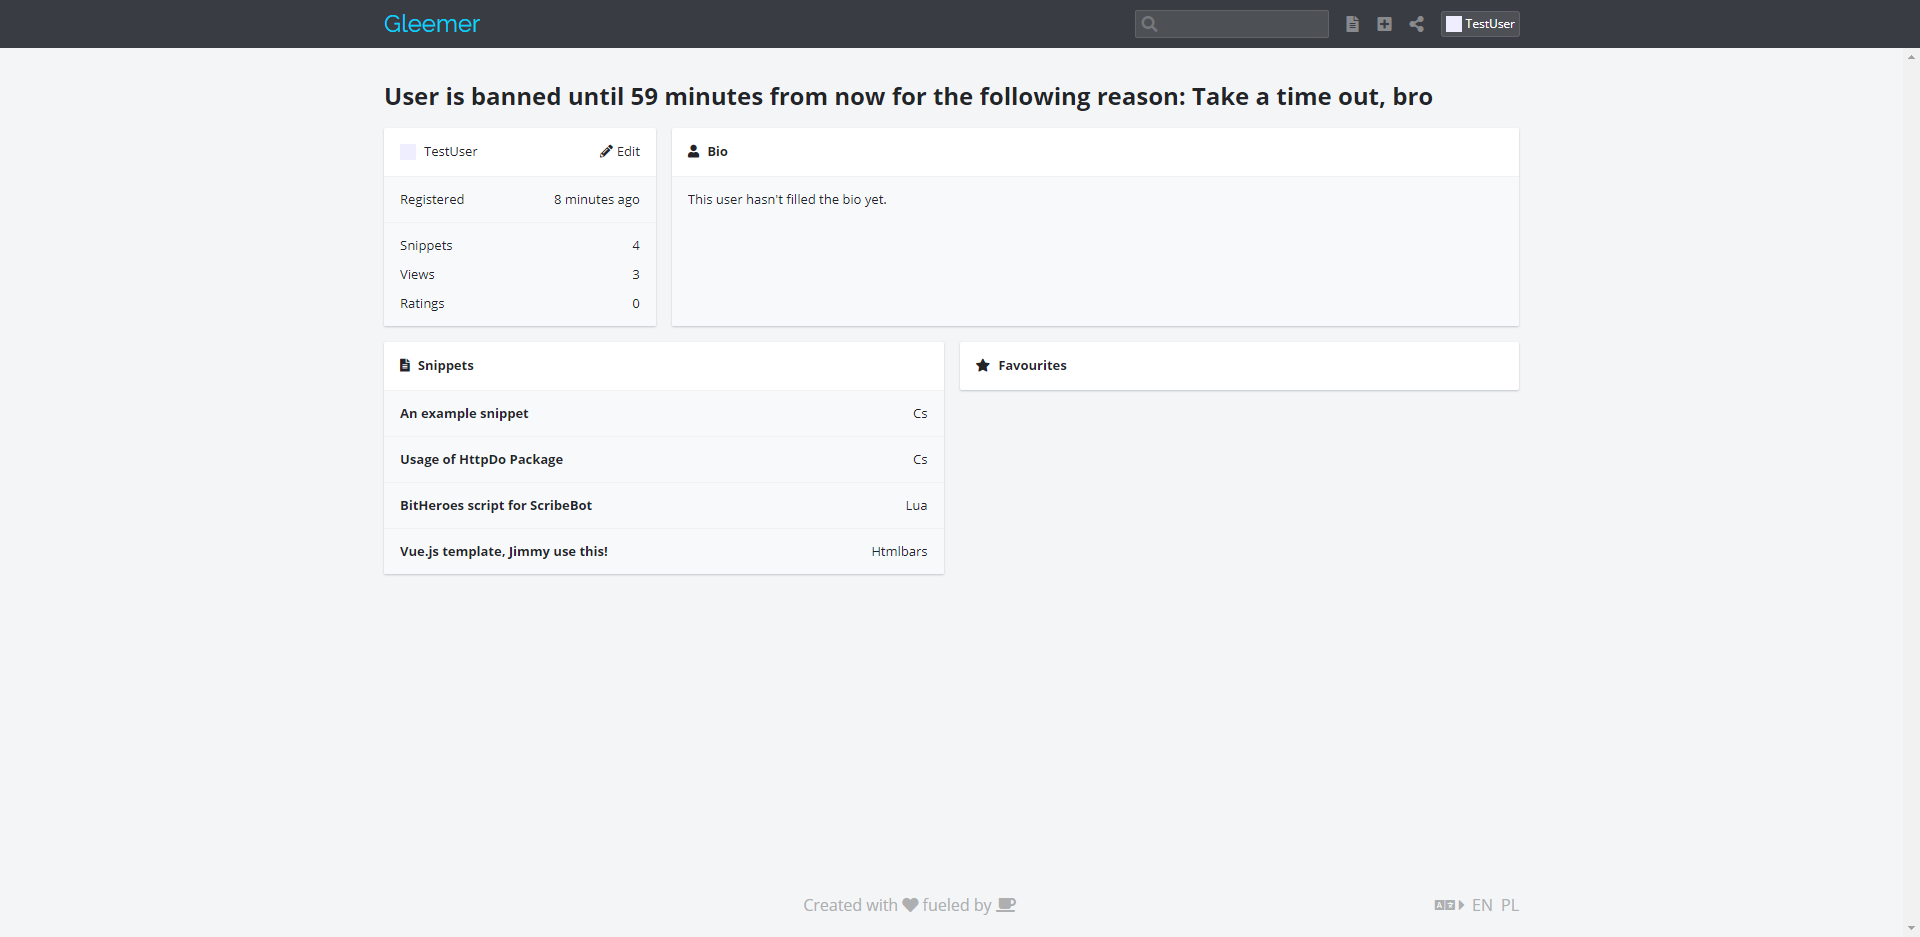 Gleemer
TestUser
User is banned until 59 minutes from now for the following reason: Take a time out, bro
TestUser Edit
Registered 8 minutes ago
Snippets 4
Views 3
Ratings 0
Bio
This user hasn't filled the bio yet.
Snippets
An example snippet Cs
Usage of HttpDo Package Cs
BitHeroes script for ScribeBot Lua
Vue.js template, Jimmy use this! Htmlbars
Favourites
Created with fueled by
EN PL